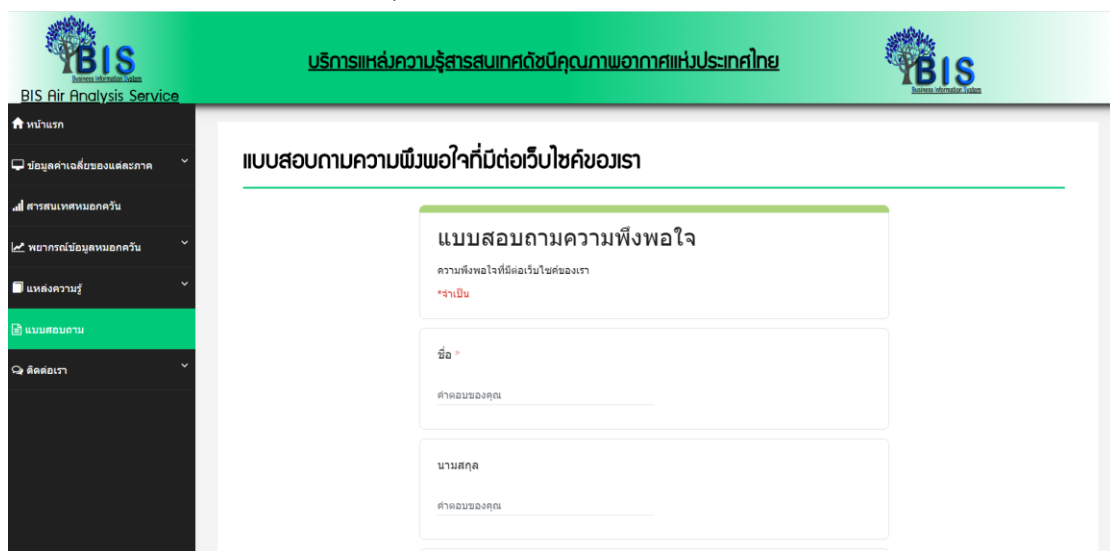 BIS
Business Information System
BIS Air Analysis Service
บริการแหล่งความรู้สารสนเทศดัชนีคุณภาพอากาศแห่งประเทศไทย
BIS
Business Information System
หน้าแรก
ข้อมูลค่าเฉลี่ยของแต่ละภาค
สารสนเทศหมอกควัน
พยากรณ์ข้อมูลหมอกควัน
แหล่งความรู้
แบบสอบถาม
ติดต่อเรา
แบบสอบถามความพึงพอใจที่มีต่อเว็บไซค์ของเรา
แบบสอบถามความพึงพอใจ
ความพึงพอใจที่มีต่อเว็บไซค์ของเรา
*จำเป็น
ชื่อ *
คำตอบของคุณ
นามสกุล
คำตอบของคุณ